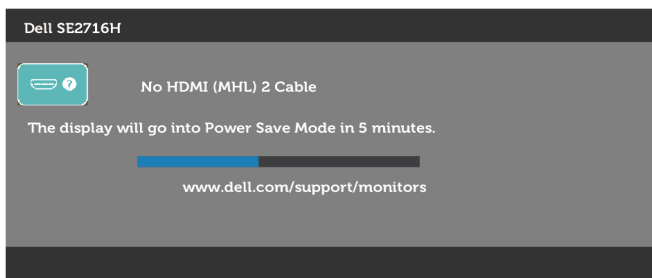 Dell SE2716H
?
No HDMI (MHL) 2 Cable
The display will go into Power Save Mode in 5 minutes.
www.dell.com/support/monitors